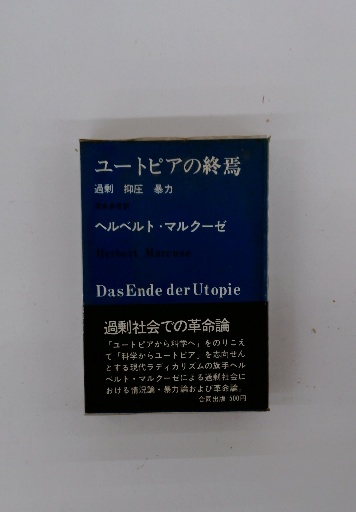 ユートピアの終焉
過剰 抑圧 暴力
ヘルベルト・マルクーゼ
Herbert Marcuse
Das Ende der Utopie
過剰社会での革命論
「ユートピアから科学へ」をのりこえ
て「科学からユートピア」を志向せん
とする現代ラディカリズムの旗手ヘル
ベルト・マルクーゼによる過剰社会に
おける情況論・暴力論および革命論。
合同出版 500円